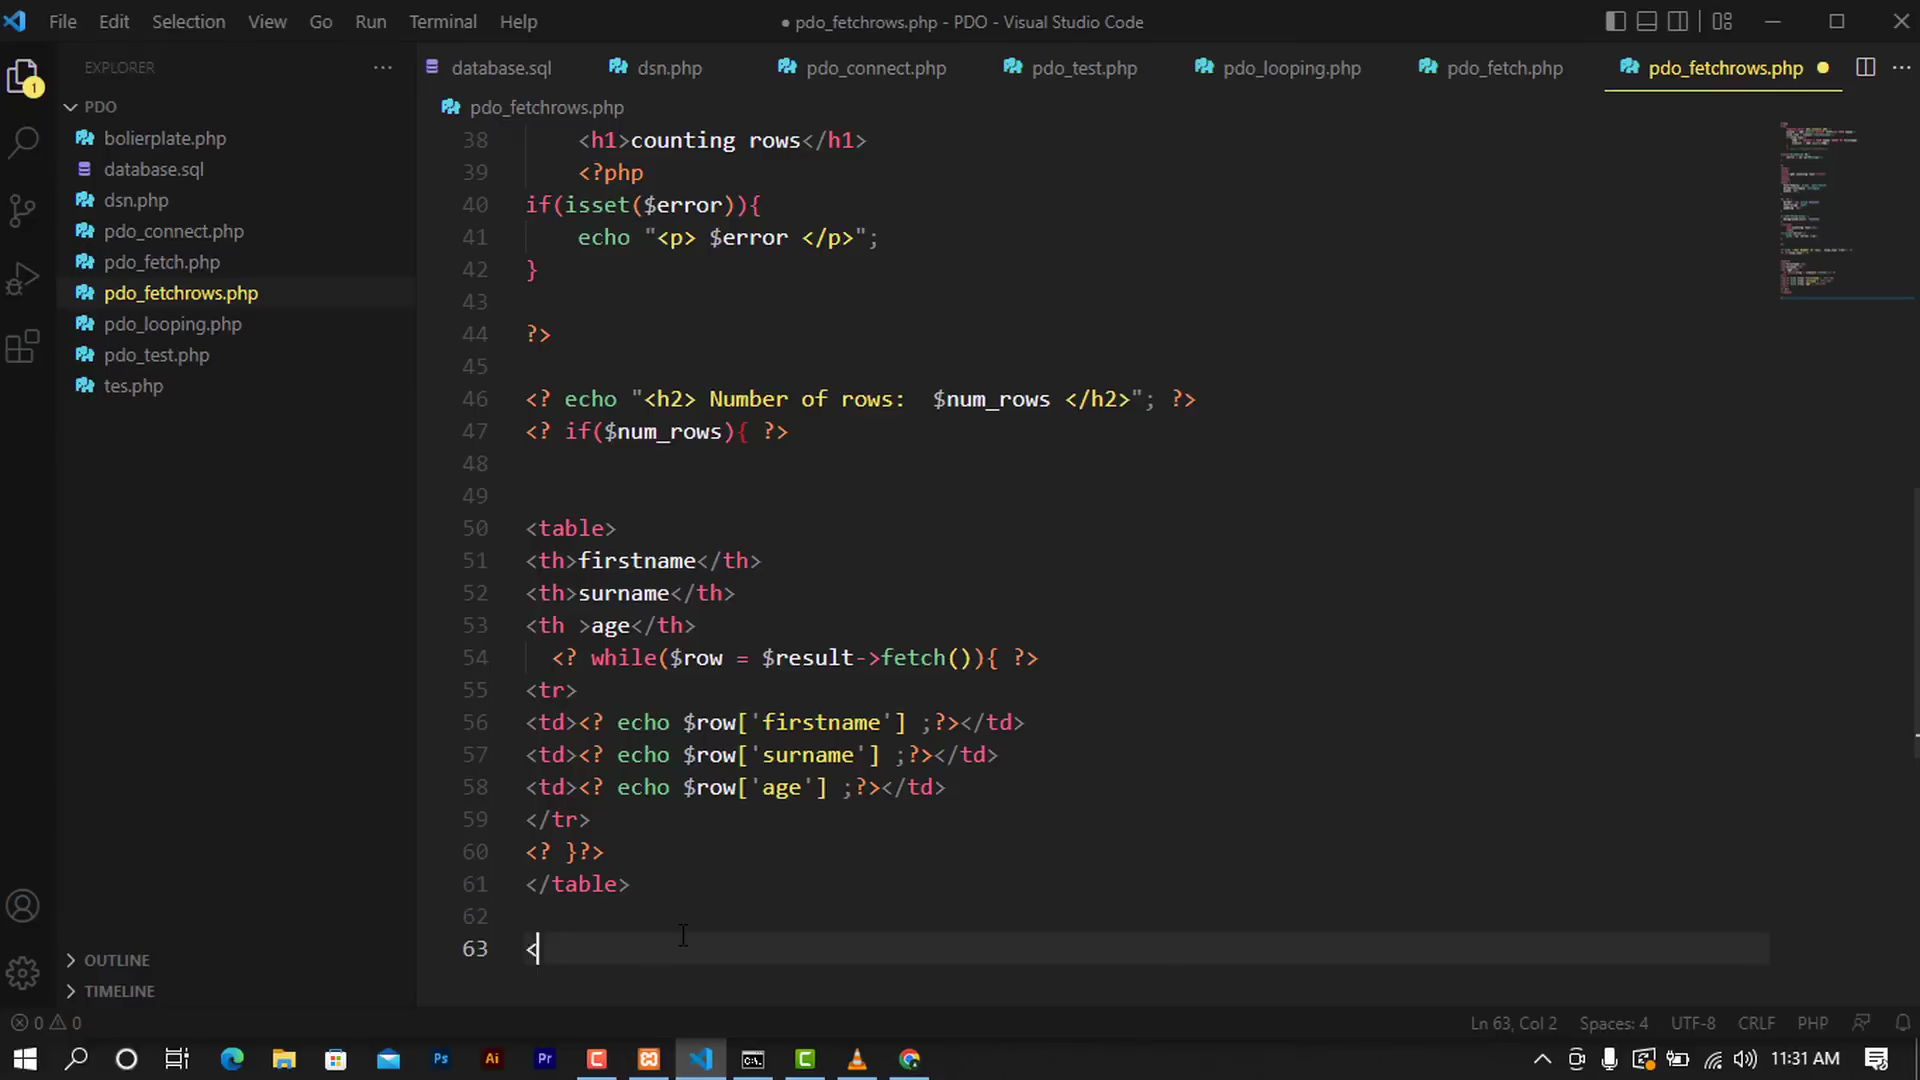 File Edit Selection View Go Run Terminal Help
● pdo_fetchrows.php - PDO - Visual Studio Code
EXPLORER
PDO
bolierplate.php
database.sql
dsn.php
pdo_connect.php
pdo_fetch.php
pdo_fetchrows.php
pdo_looping.php
pdo_test.php
tes.php
OUTLINE
TIMELINE
1
database.sql dsn.php pdo_connect.php pdo_test.php pdo_looping.php pdo_fetch.php pdo_fetchrows.php
pdo_fetchrows.php
38 <h1>counting rows</h1>
39 <?php
40 if(isset($error)){
41 echo "<p> $error </p>";
42 }
43
44 ?>
45
46 <? echo "<h2> Number of rows:  $num_rows </h2>"; ?>
47 <? if($num_rows){ ?>
48
49
50 <table>
51 <th>firstname</th>
52 <th>surname</th>
53 <th >age</th>
54 <? while($row = $result->fetch()){ ?>
55 <tr>
56 <td><? echo $row['firstname'] ;?></td>
57 <td><? echo $row['surname'] ;?></td>
58 <td><? echo $row['age'] ;?></td>
59 </tr>
60 <? }?>
61 </table>
62
63 <
0 0
Ln 63, Col 2 Spaces: 4 UTF-8 CRLF PHP
Ps Ai Pr C C
11:31 AM